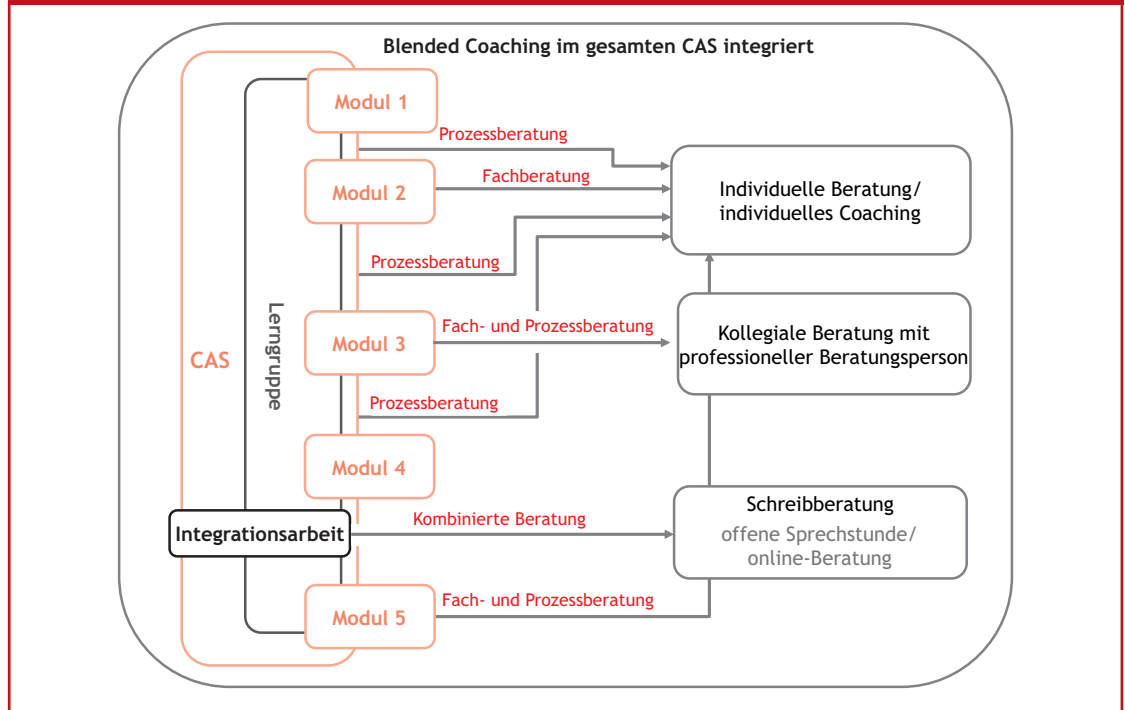 Blended Coaching im gesamten CAS integriert
Modul 1
Prozessberatung
Modul 2
Fachberatung
Individuelle Beratung/
individuelles Coaching
Prozessberatung
Lerngruppe
CAS
Modul 3
Fach- und Prozessberatung
Kollegiale Beratung mit
professioneller Beratungsperson
Prozessberatung
Modul 4
Integrationsarbeit
Kombinierte Beratung
Schreibberatung
offene Sprechstunde/
online-Beratung
Modul 5
Fach- und Prozessberatung